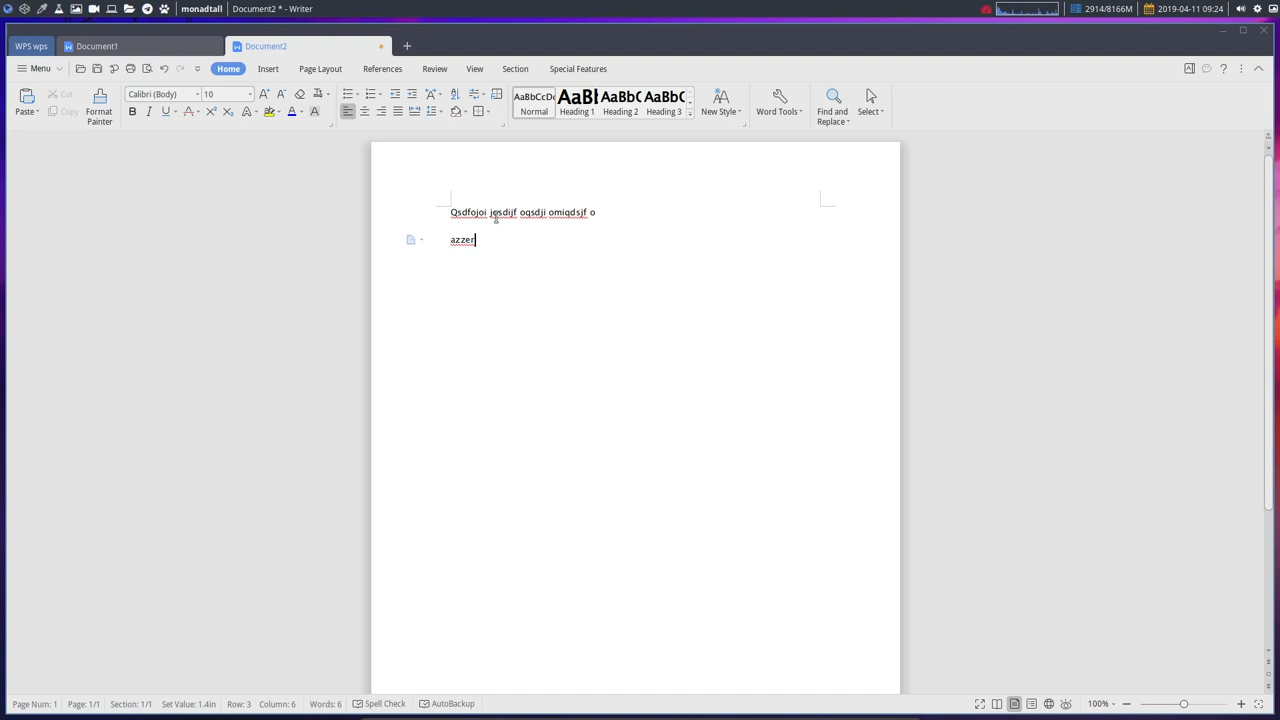 monadtall
Document2 * - Writer
2914/8166M
2019-04-11 09:24
WPS wps
Document1
Document2
Menu
Home
Insert
Page Layout
References
Review
View
Section
Special Features
Paste
Cut
Copy
Format
Painter
Calibri (Body)
10
AaBbCcDc
Normal
AaBb
Heading 1
AaBbC
Heading 2
AaBbC
Heading 3
New Style
Word Tools
Find and
Replace
Select
Qsdfojoi jqsdijf oqsdji omiqdsjf o
azzer
Page Num: 1
Page: 1/1
Section: 1/1
Set Value: 1.4in
Row: 3
Column: 6
Words: 6
Spell Check
AutoBackup
100%